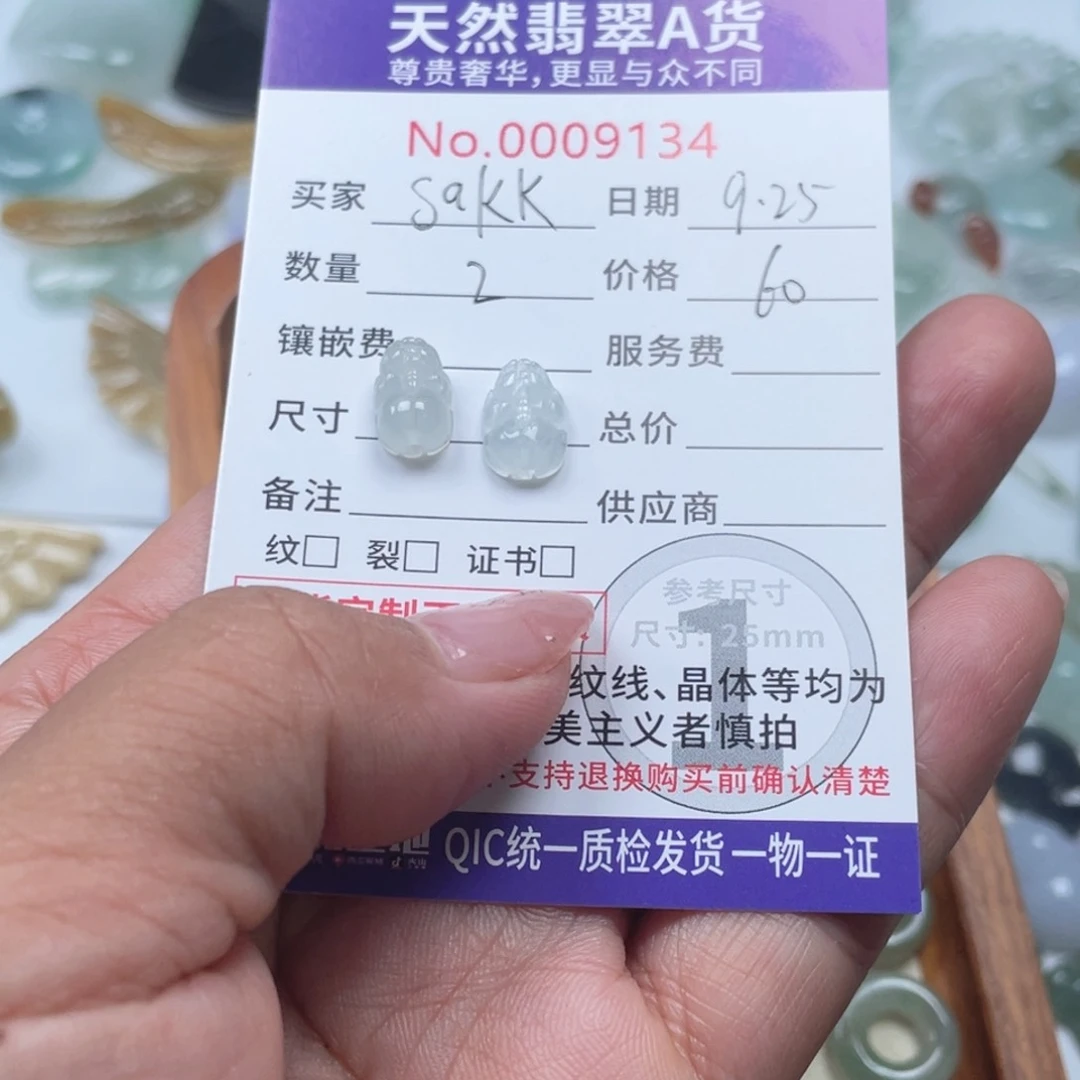 天然翡翠A货
尊贵奢华,更显与众不同
No.0009134
买家 sakk 日期 9.25
数量 2 价格 60
镶嵌费 服务费
尺寸 总价
备注 供应商
纹□ 裂□ 证书□
参考尺寸
尺寸: 25mm
1
纹线、晶体等均为
美主义者慎拍
支持退换购买前确认清楚
QIC统一质检发货一物一证